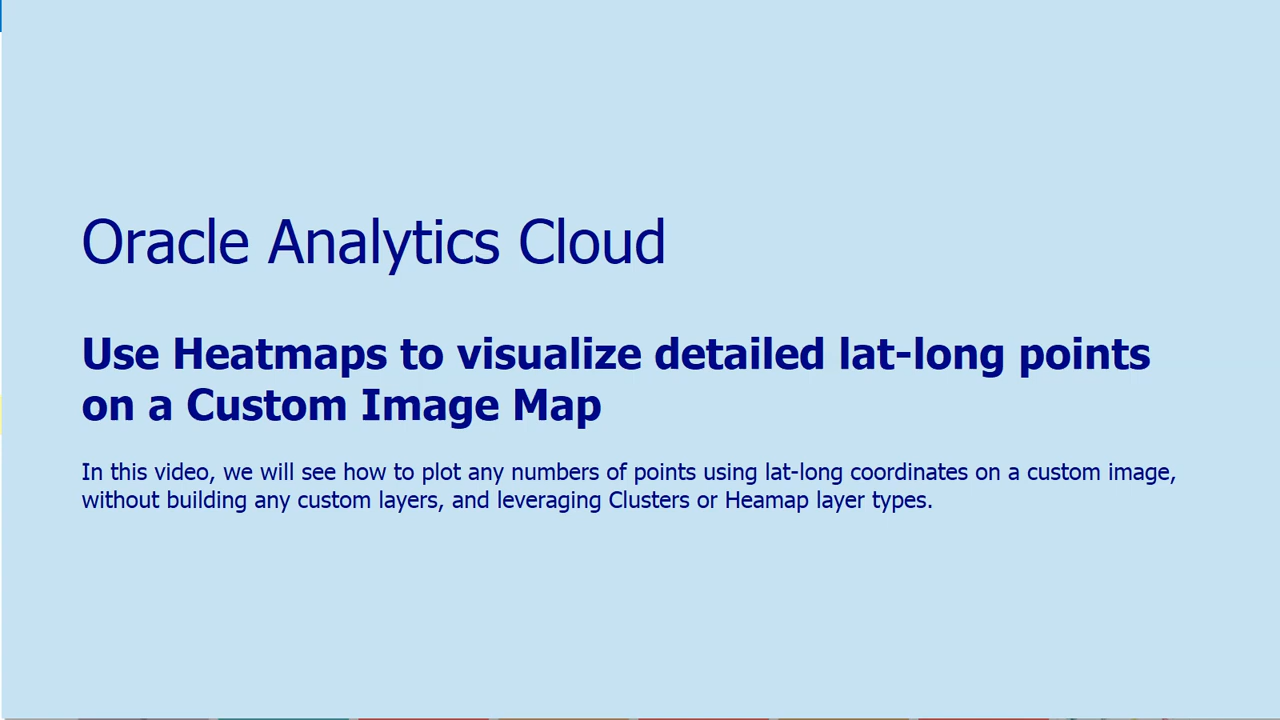 Oracle Analytics Cloud
Use Heatmaps to visualize detailed lat-long points
on a Custom Image Map
In this video, we will see how to plot any numbers of points using lat-long coordinates on a custom image,
without building any custom layers, and leveraging Clusters or Heamap layer types.